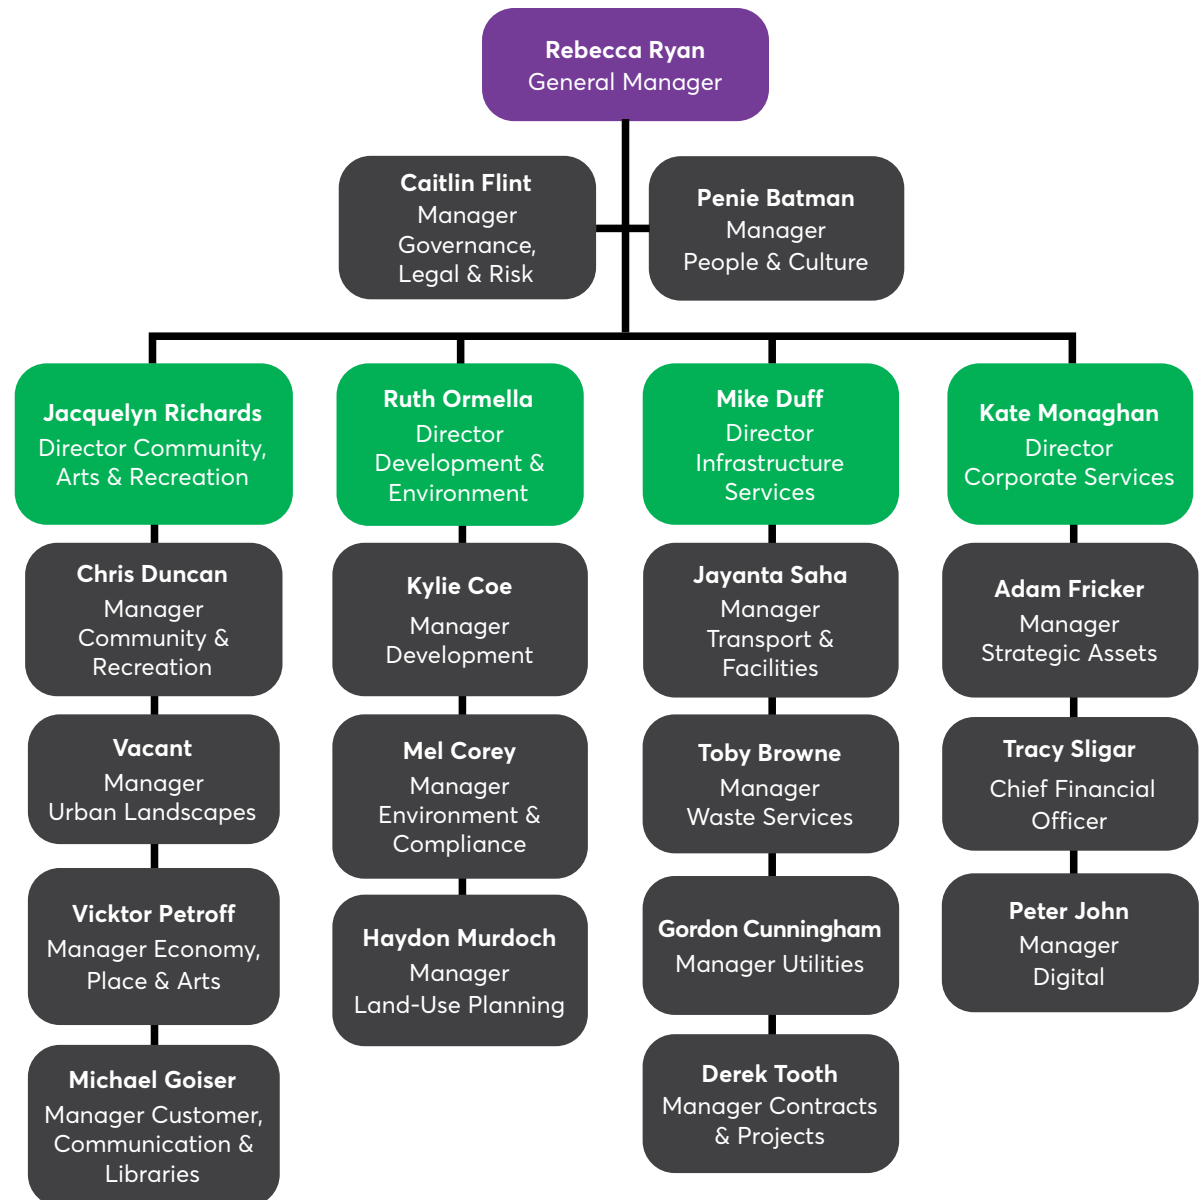 Rebecca Ryan
General Manager
Caitlin Flint
Manager
Governance,
Legal & Risk
Penie Batman
Manager
People & Culture
Jacquelyn Richards
Director Community,
Arts & Recreation
Chris Duncan
Manager
Community &
Recreation
Vacant
Manager
Urban Landscapes
Vicktor Petroff
Manager Economy,
Place & Arts
Michael Goiser
Manager Customer,
Communication &
Libraries
Ruth Ormella
Director
Development &
Environment
Kylie Coe
Manager
Development
Mel Corey
Manager
Environment &
Compliance
Haydon Murdoch
Manager
Land-Use Planning
Mike Duff
Director
Infrastructure
Services
Jayanta Saha
Manager
Transport &
Facilities
Toby Browne
Manager
Waste Services
Gordon Cunningham
Manager Utilities
Derek Tooth
Manager Contracts
& Projects
Kate Monaghan
Director
Corporate Services
Adam Fricker
Manager
Strategic Assets
Tracy Sligar
Chief Financial
Officer
Peter John
Manager
Digital